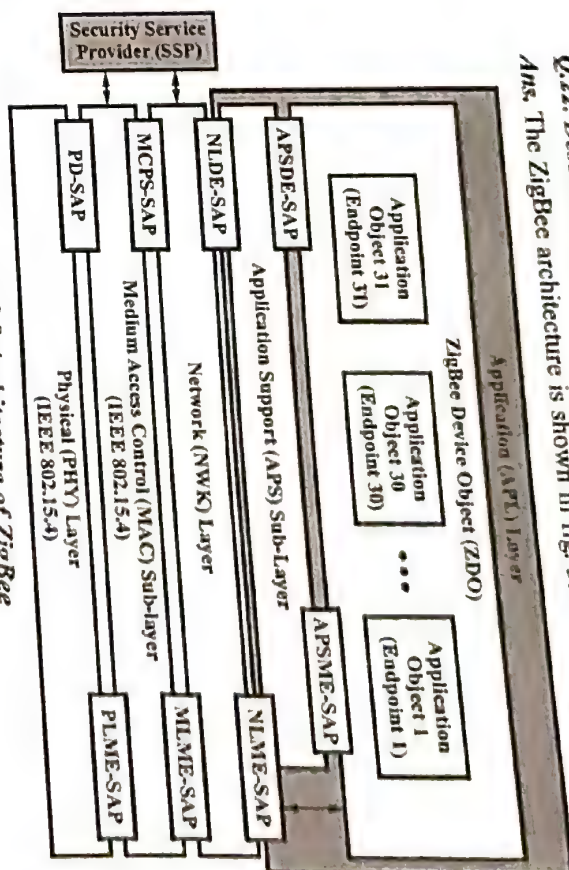 Ans. The ZigBee architecture is shown in
Application (APL) Layer
ZigBee Device Object (ZDO)
Application
Object 31
(Endpoint 31)
Application
Object 30
(Endpoint 30)
•••
Application
Object 1
(Endpoint 1)
APSDE-SAP
APSME-SAP
Application Support (APS) Sub-Layer
NLDE-SAP
NLME-SAP
Network (NWK) Layer
Security Service
Provider (SSP)
MCPS-SAP
MLME-SAP
Medium Access Control (MAC) Sub-layer
(IEEE 802.15.4)
PD-SAP
PLME-SAP
Physical (PHY) Layer
(IEEE 802.15.4)
of ZigBee